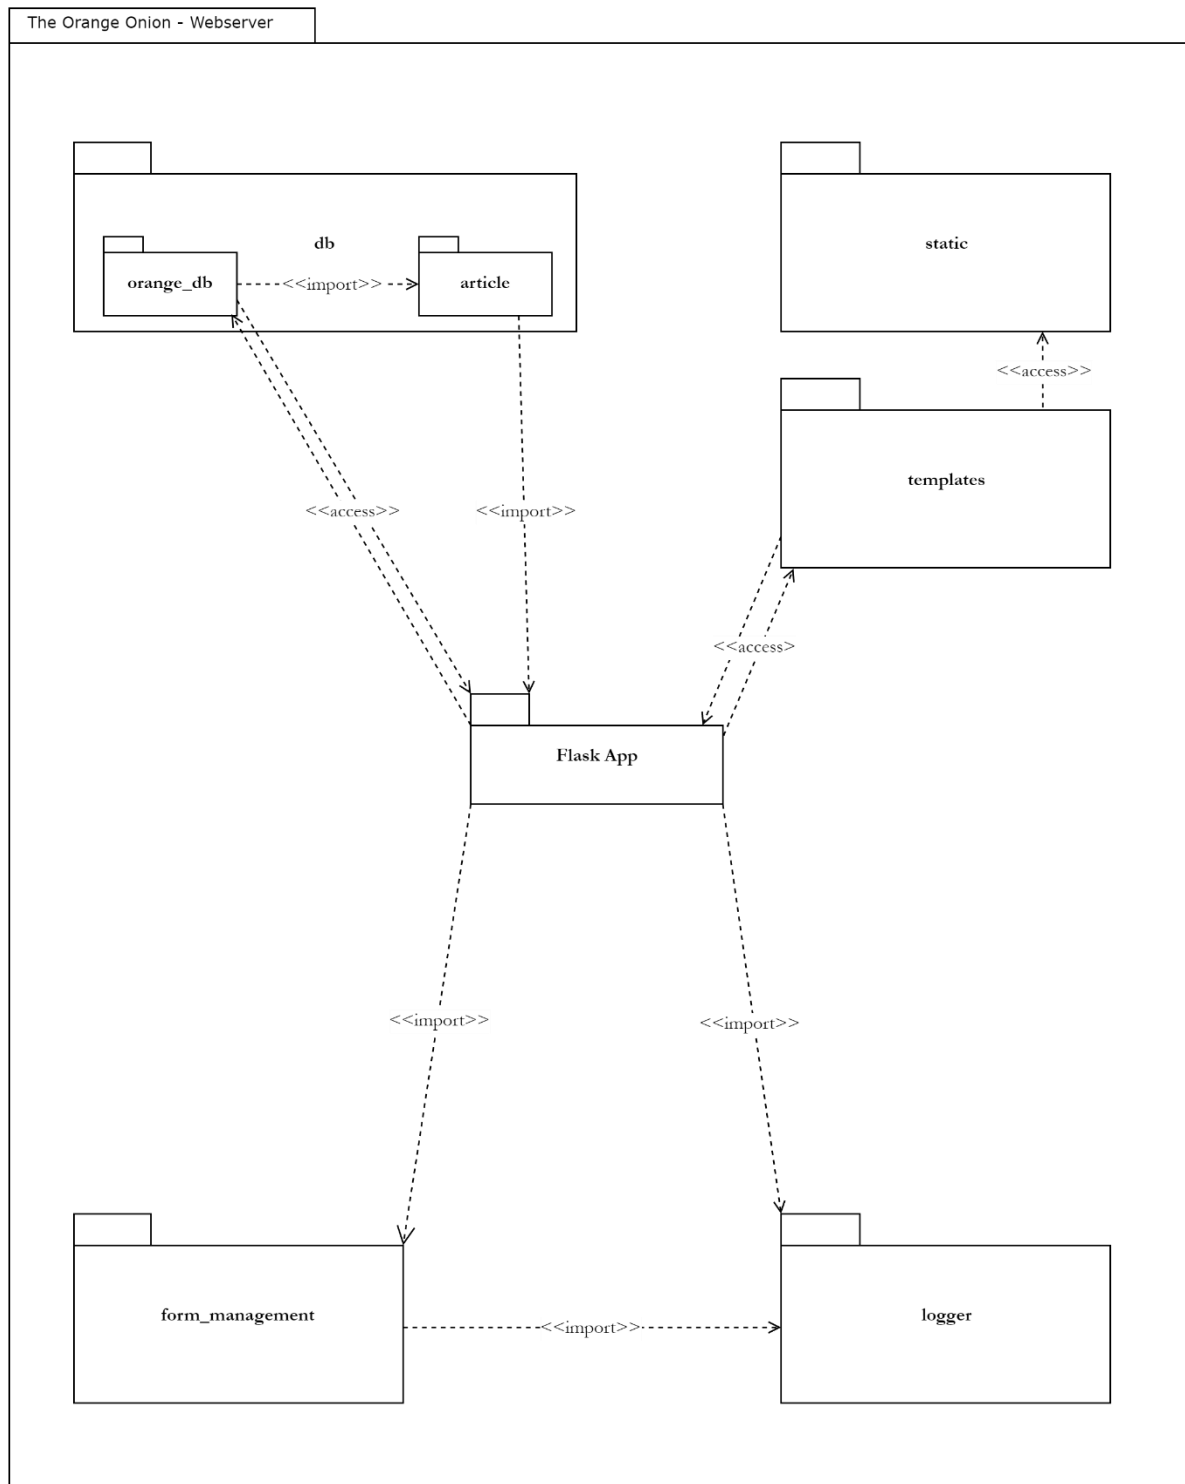 The Orange Onion - Webserver
db
static
orange_db
<<import>>
article
<<access>>
templates
<<access>>
<<import>>
<<access>
Flask App
<<import>>
<<import>>
form_management
<<import>>
logger